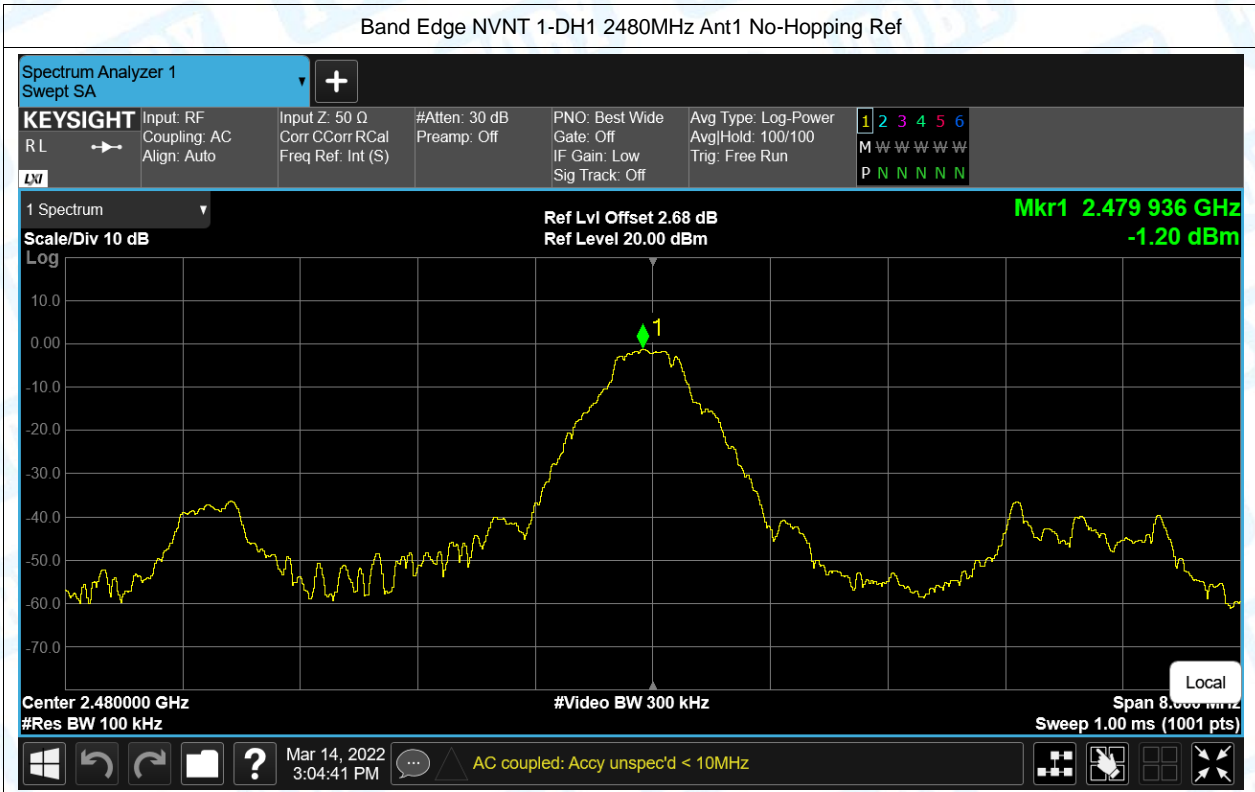 Band Edge NVNT 1-DH1 2480MHz Ant1 No-Hopping Ref
Spectrum Analyzer 1
Swept SA
KEYSIGHT
R L
LXI
Input: RF
Coupling: AC
Align: Auto
Input Z: 50 Ω
Corr CCorr RCal
Freq Ref: Int (S)
#Atten: 30 dB
Preamp: Off
PNO: Best Wide
Gate: Off
IF Gain: Low
Sig Track: Off
Avg Type: Log-Power
Avg|Hold: 100/100
Trig: Free Run
1 2 3 4 5 6
M W W W W W W
P N N N N N
1 Spectrum
Scale/Div 10 dB
Ref Lvl Offset 2.68 dB
Ref Level 20.00 dBm
Mkr1 2.479 936 GHz
-1.20 dBm
Log
10.0
0.00
-10.0
-20.0
-30.0
-40.0
-50.0
-60.0
-70.0
1
Local
Center 2.480000 GHz
#Video BW 300 kHz
Span 8.000 MHz
#Res BW 100 kHz
Sweep 1.00 ms (1001 pts)
?
Mar 14, 2022
3:04:41 PM
AC coupled: Accy unspec'd < 10MHz